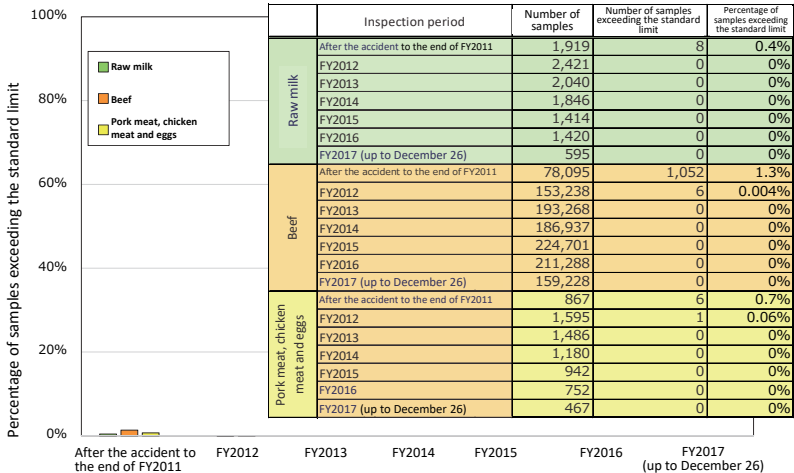 100%
80%
60%
40%
20%
0%
Percentage of samples exceeding the standard limit
Raw milk
Beef
Pork meat, chicken
meat and eggs
Inspection period
Number of
samples
Number of samples
exceeding the standard
limit
Percentage of
samples exceeding
the standard limit
Raw milk
After the accident to the end of FY2011 1,919 8 0.4%
FY2012 2,421 0 0%
FY2013 2,040 0 0%
FY2014 1,846 0 0%
FY2015 1,414 0 0%
FY2016 1,420 0 0%
FY2017 (up to December 26) 595 0 0%
Beef
After the accident to the end of FY2011 78,095 1,052 1.3%
FY2012 153,238 6 0.004%
FY2013 193,268 0 0%
FY2014 186,937 0 0%
FY2015 224,701 0 0%
FY2016 211,288 0 0%
FY2017 (up to December 26) 159,228 0 0%
Pork meat, chicken
meat and eggs
After the accident to the end of FY2011 867 6 0.7%
FY2012 1,595 1 0.06%
FY2013 1,486 0 0%
FY2014 1,180 0 0%
FY2015 942 0 0%
FY2016 752 0 0%
FY2017 (up to December 26) 467 0 0%
After the accident to
the end of FY2011
FY2012
FY2013
FY2014
FY2015
FY2016
FY2017
(up to December 26)